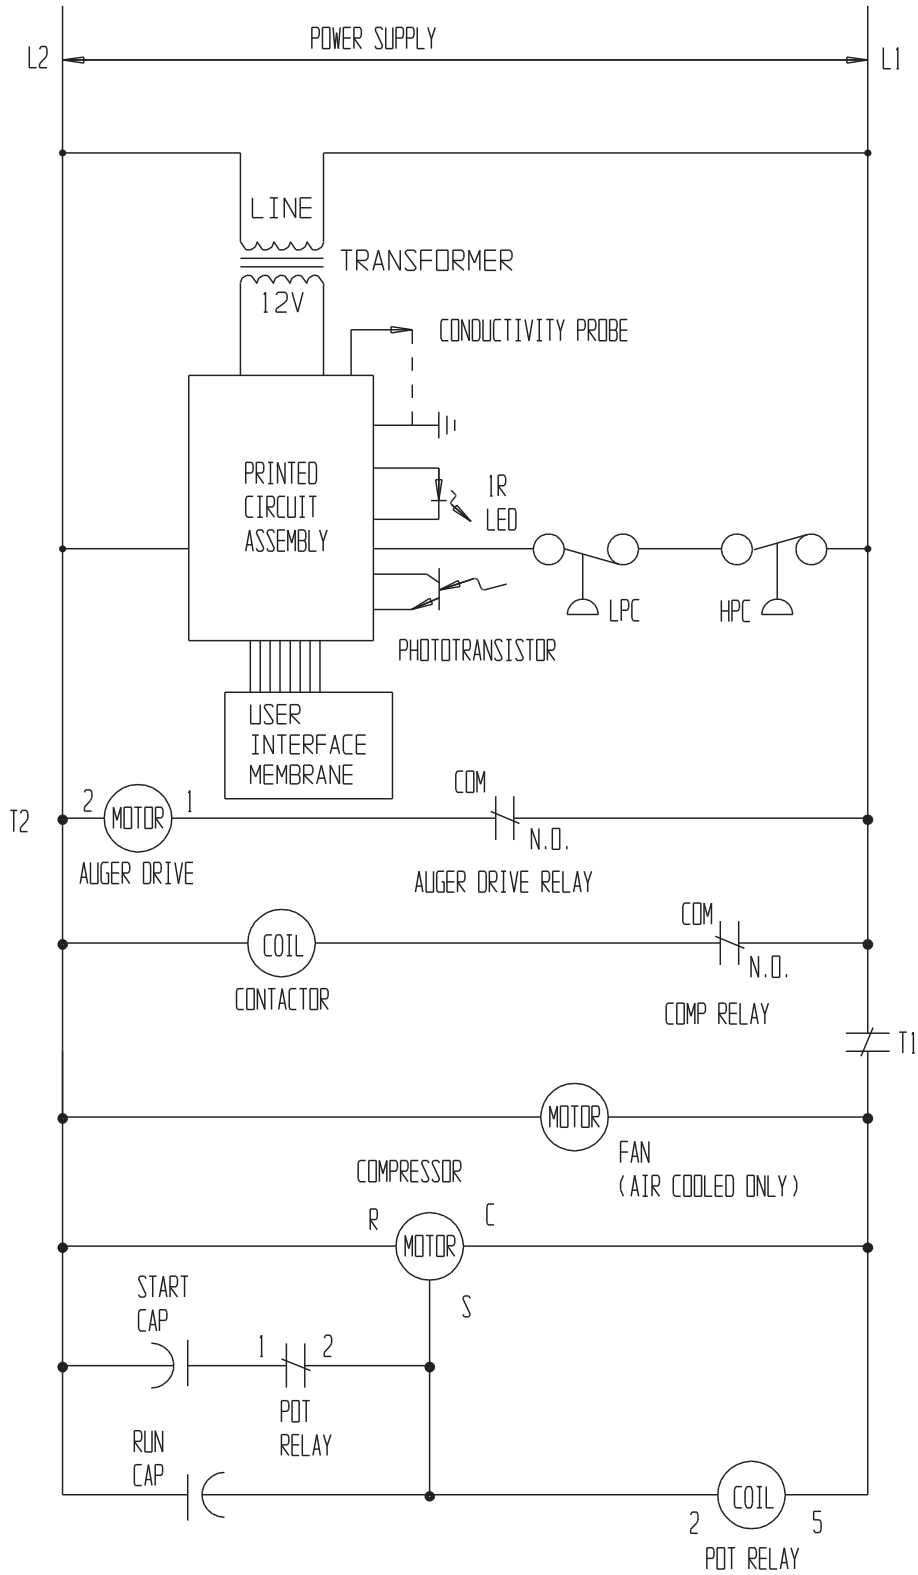 POWER SUPPLY
L2
L1
LINE
TRANSFORMER
12V
CONDUCTIVITY PROBE
PRINTED
CIRCUIT
ASSEMBLY
1R
LED
LPC
HPC
PHOTOTRANSISTOR
USER
INTERFACE
MEMBRANE
COM
2
1
T2
MOTOR
N.O.
AUGER DRIVE
AUGER DRIVE RELAY
COM
COIL
N.O.
CONTACTOR
COMP RELAY
T1
MOTOR
FAN
(AIR COOLED ONLY)
COMPRESSOR
R
C
MOTOR
S
START
CAP
1
2
POT
RELAY
RUN
CAP
COIL
2
5
POT RELAY